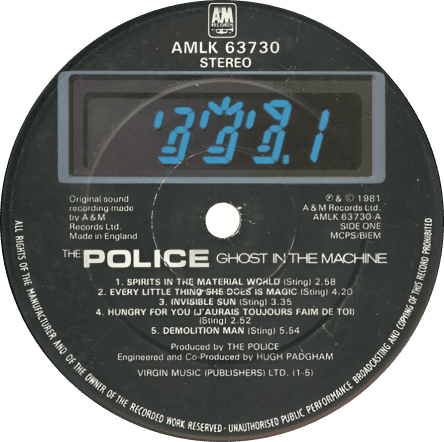 A&M
RECORDS
AMLK 63730
STEREO
.1
Original sound
recording made
by A & M
Records Ltd.
Made in England
℗ & © 1981
A & M Records Ltd.
AMLK 63730-A
SIDE ONE
MCPS/BIEM
THE POLICE GHOST IN THE MACHINE
1. SPIRITS IN THE MATERIAL WORLD (Sting) 2.58
2. EVERY LITTLE THING SHE DOES IS MAGIC (Sting) 4.20
3. INVISIBLE SUN (Sting) 3.35
4. HUNGRY FOR YOU (J'AURAIS TOUJOURS FAIM DE TOI)
(Sting) 2.52
5. DEMOLITION MAN (Sting) 5.54
Produced by THE POLICE
Engineered and Co-Produced by HUGH PADGHAM
VIRGIN MUSIC (PUBLISHERS) LTD. (1-5)
ALL RIGHTS OF THE MANUFACTURER AND OF THE OWNER OF THE RECORDED WORK RESERVED - UNAUTHORISED PUBLIC PERFORMANCE BROADCASTING AND COPYING OF THIS RECORD PROHIBITED